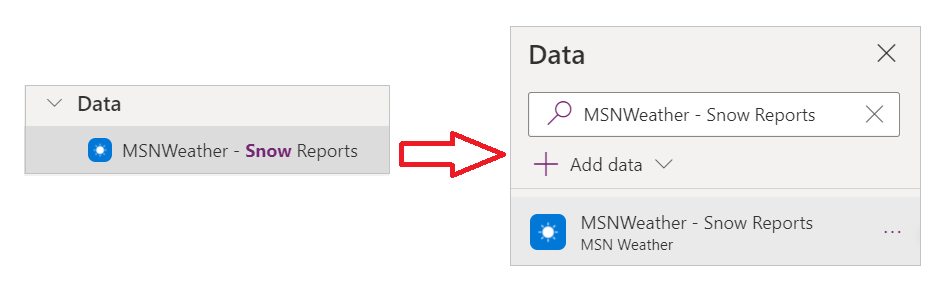 Data
MSNWeather - Snow Reports
Data
MSNWeather - Snow Reports
Add data
MSNWeather - Snow Reports
MSN Weather